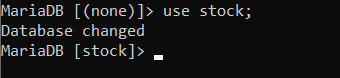 MariaDB [(none)]> use stock;
Database changed
MariaDB [stock]> _